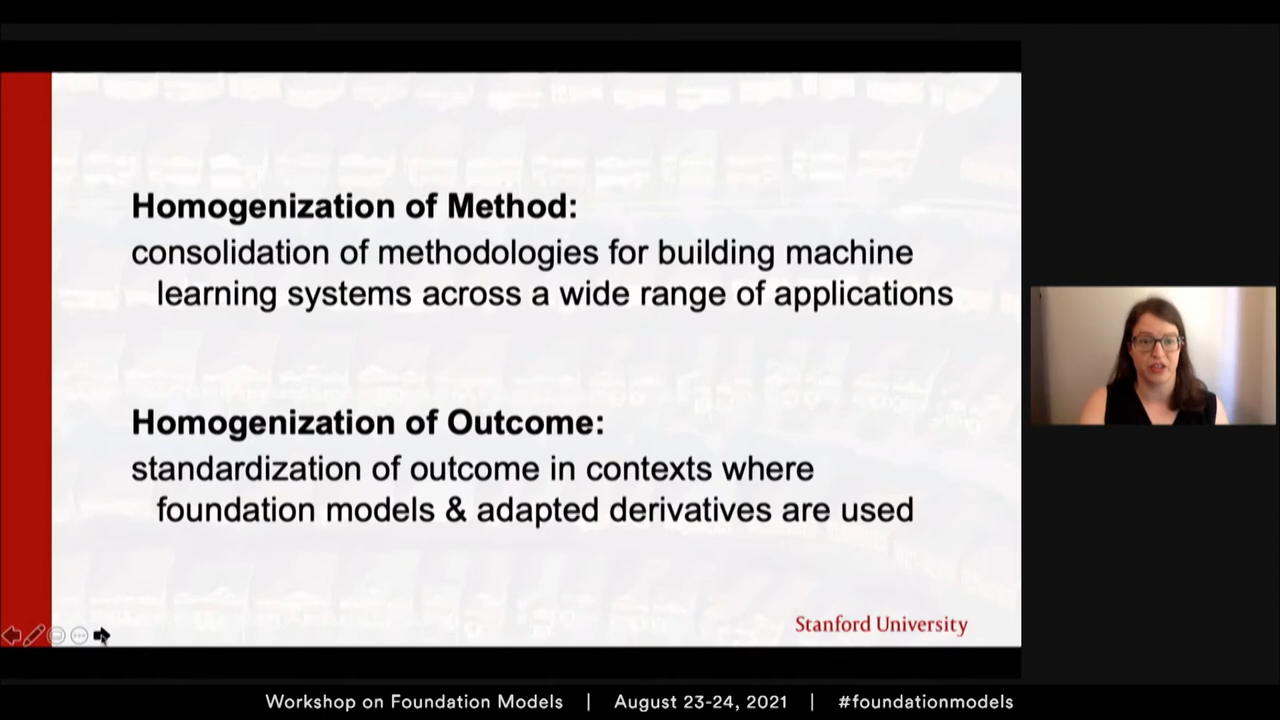 Homogenization of Method:
consolidation of methodologies for building machine
learning systems across a wide range of applications
Homogenization of Outcome:
standardization of outcome in contexts where
foundation models & adapted derivatives are used
Stanford University
Workshop on Foundation Models | August 23-24, 2021 | #foundationmodels